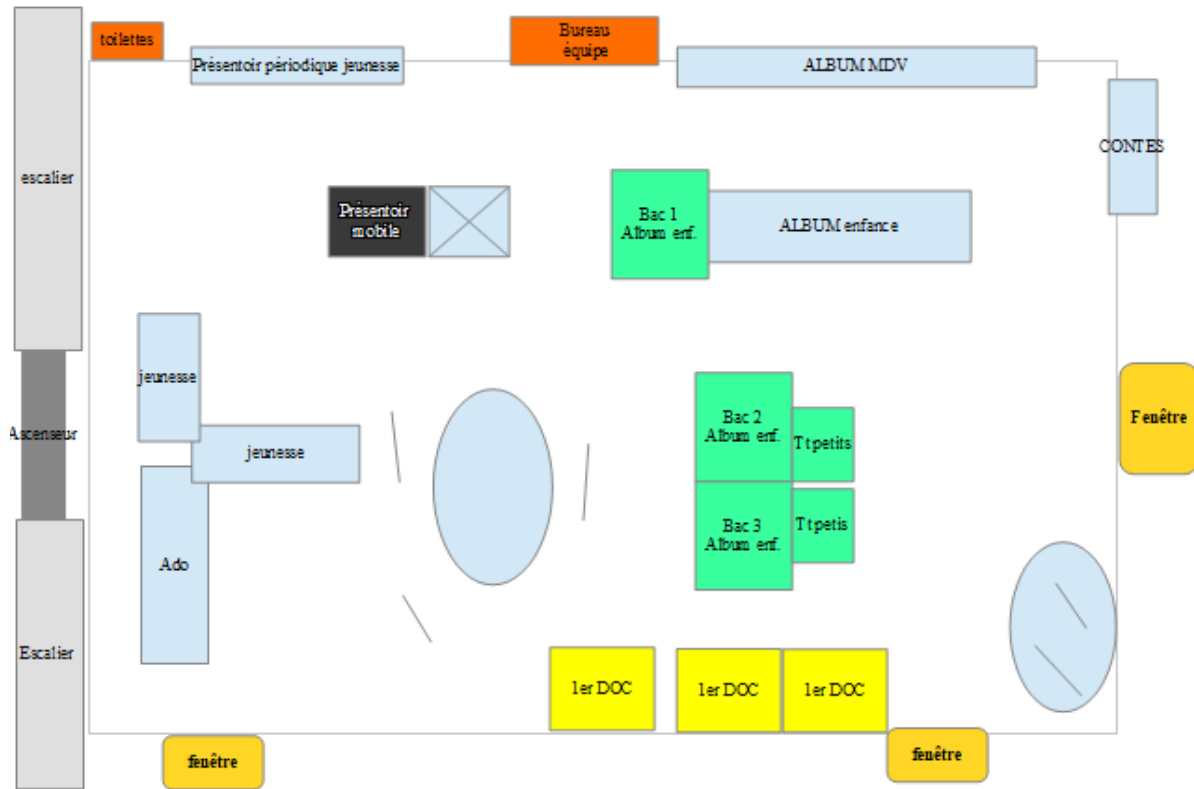 toilettes
Bureau
équipe
Présentoir périodique jeunesse
ALBUM MDV
CONTES
escalier
Présentoir
mobile
Bac 1
Album enf.
ALBUM enfance
jeunesse
Ascenseur
jeunesse
Bac 2
Album enf.
Tt petits
Fenêtre
Bac 3
Album enf.
Tt petis
Ado
Escalier
1er DOC
1er DOC
1er DOC
fenêtre
fenêtre